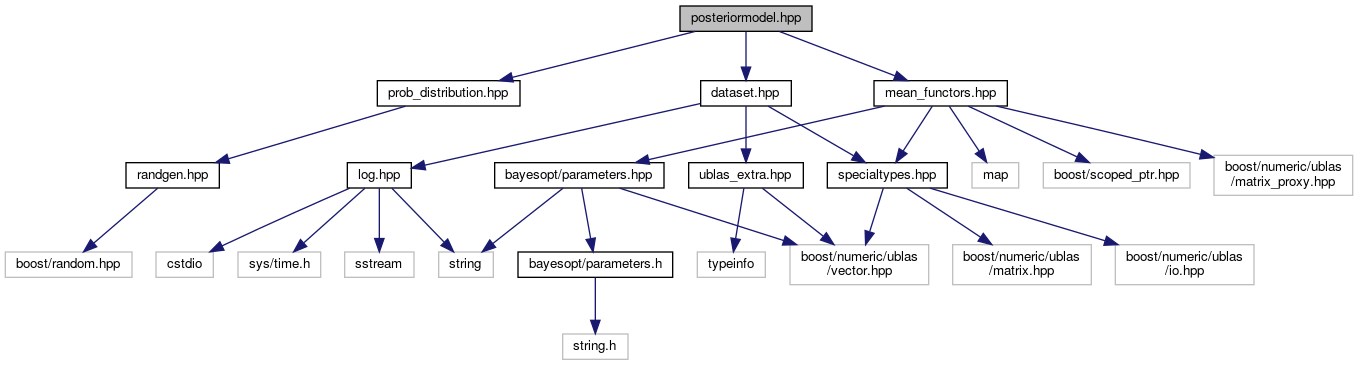 posteriormodel.hpp
prob_distribution.hpp
dataset.hpp
mean_functors.hpp
randgen.hpp
log.hpp
bayesopt/parameters.hpp
ublas_extra.hpp
specialtypes.hpp
map
boost/scoped_ptr.hpp
boost/numeric/ublas
/matrix_proxy.hpp
boost/random.hpp
cstdio
sys/time.h
sstream
string
bayesopt/parameters.h
typeinfo
boost/numeric/ublas
/vector.hpp
boost/numeric/ublas
/matrix.hpp
boost/numeric/ublas
/io.hpp
string.h